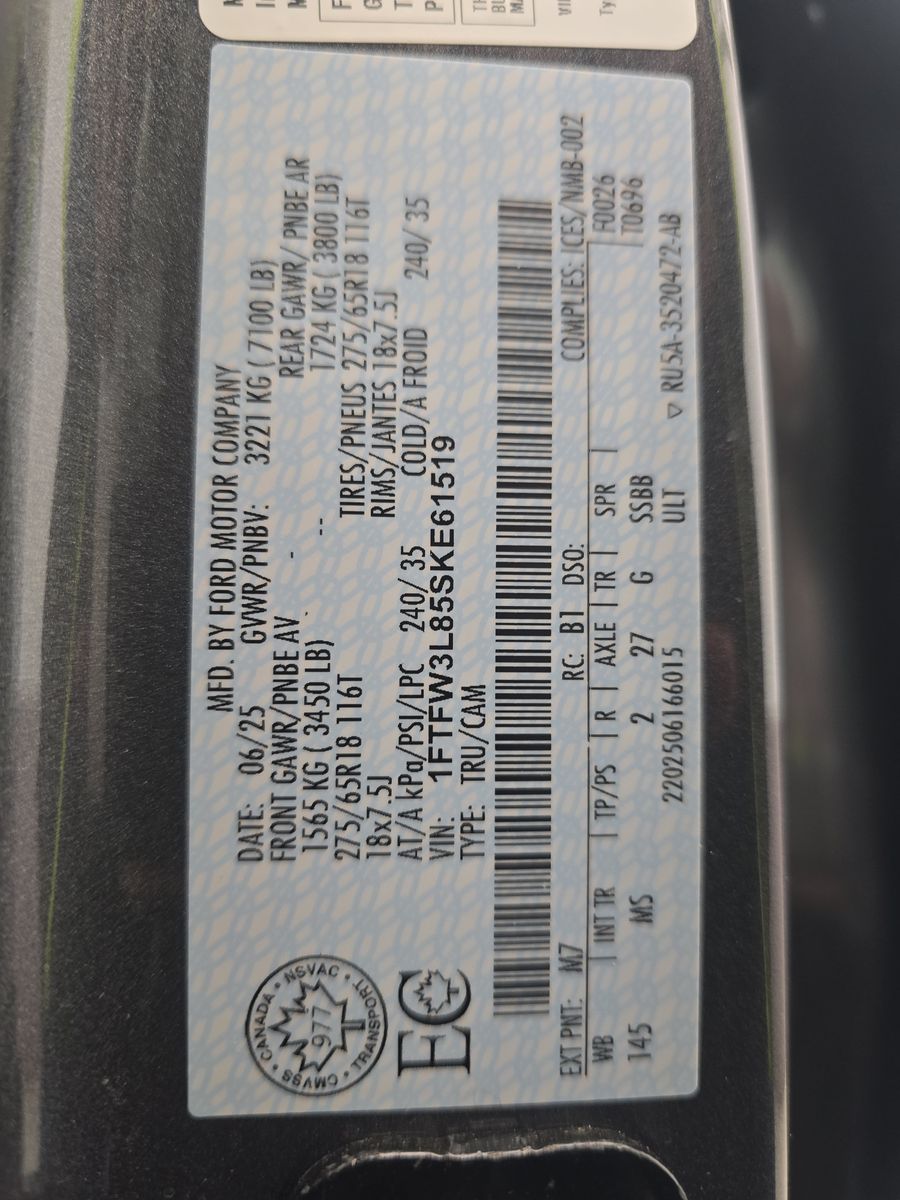 MFD. BY FORD MOTOR COMPANY
DATE: 06/25 GVWR/PNBV: 3221 KG ( 7100 LB)
FRONT GAWR/PNBE AV. - REAR GAWR/ PNBE AR
1565 KG ( 3450 LB) -- 1724 KG ( 3800 LB)
275/65R18 116T TIRES/PNEUS 275/65R18 116T
18x7.5J RIMS/JANTES 18x7.5J
AT/A kPa/PSI/LPC 240/ 35 COLD/A FROID 240/ 35
VIN: 1FTFW3L85SKE61519
TYPE: TRU/CAM
CANADA • NSVAC • TRANSPORT • CMVSS •
977
EC
EXT PNT: M7 RC: B1 DSO: COMPLIES: CES/NMB-002
WB | INT TR | TP/PS | R | AXLE | TR | SPR | F0026
145 MS 2 27 G SSBB T0696
2202506166015 ULT ▽ RU5A-3520472-AB